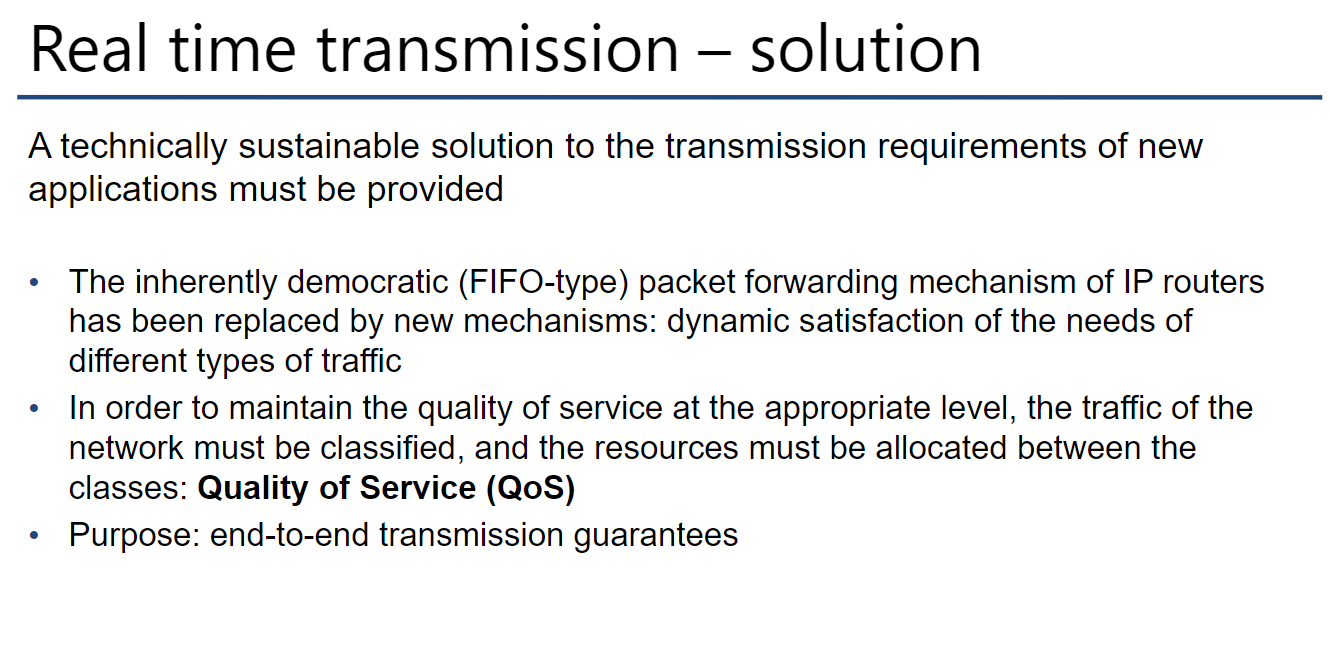 Real time transmission – solution
A technically sustainable solution to the transmission requirements of new
applications must be provided
• The inherently democratic (FIFO-type) packet forwarding mechanism of IP routers
has been replaced by new mechanisms: dynamic satisfaction of the needs of
different types of traffic
• In order to maintain the quality of service at the appropriate level, the traffic of the
network must be classified, and the resources must be allocated between the
classes: Quality of Service (QoS)
• Purpose: end-to-end transmission guarantees